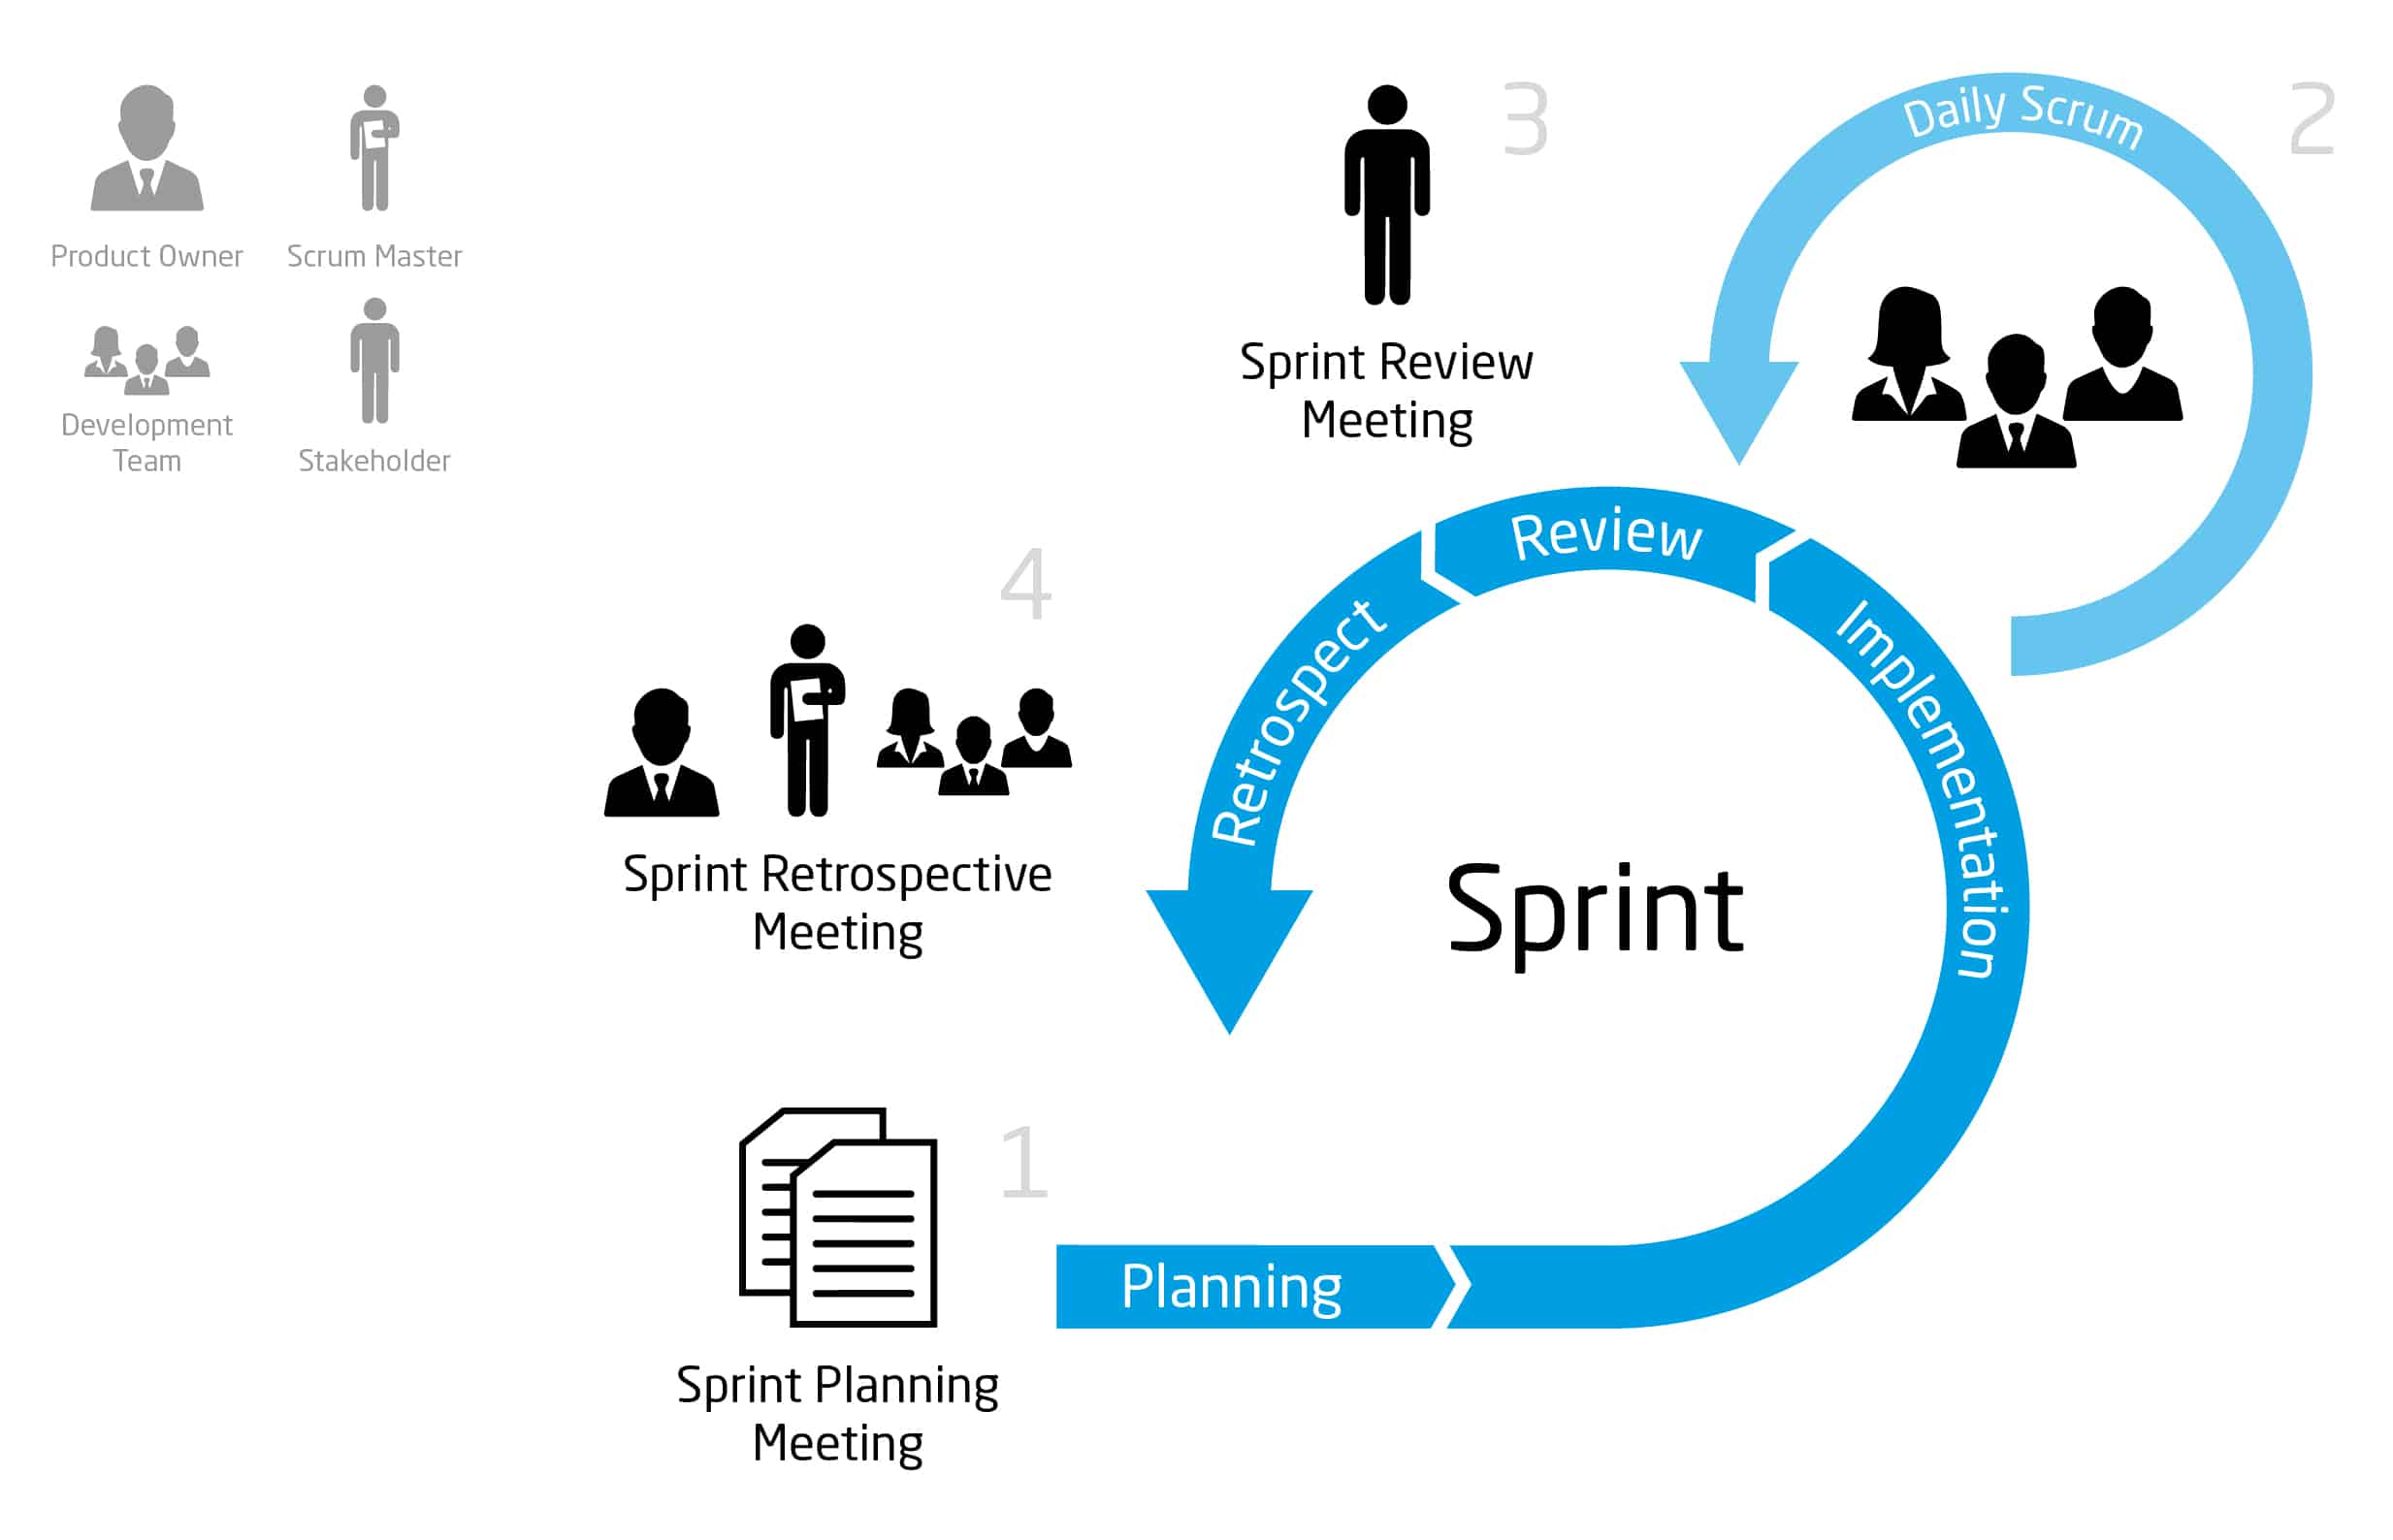 Product Owner
Scrum Master
Development
Team
Stakeholder
3
Sprint Review
Meeting
Daily Scrum
2
Review
Retrospect
Implementation
4
Sprint Retrospective
Meeting
Sprint
1
Planning
Sprint Planning
Meeting